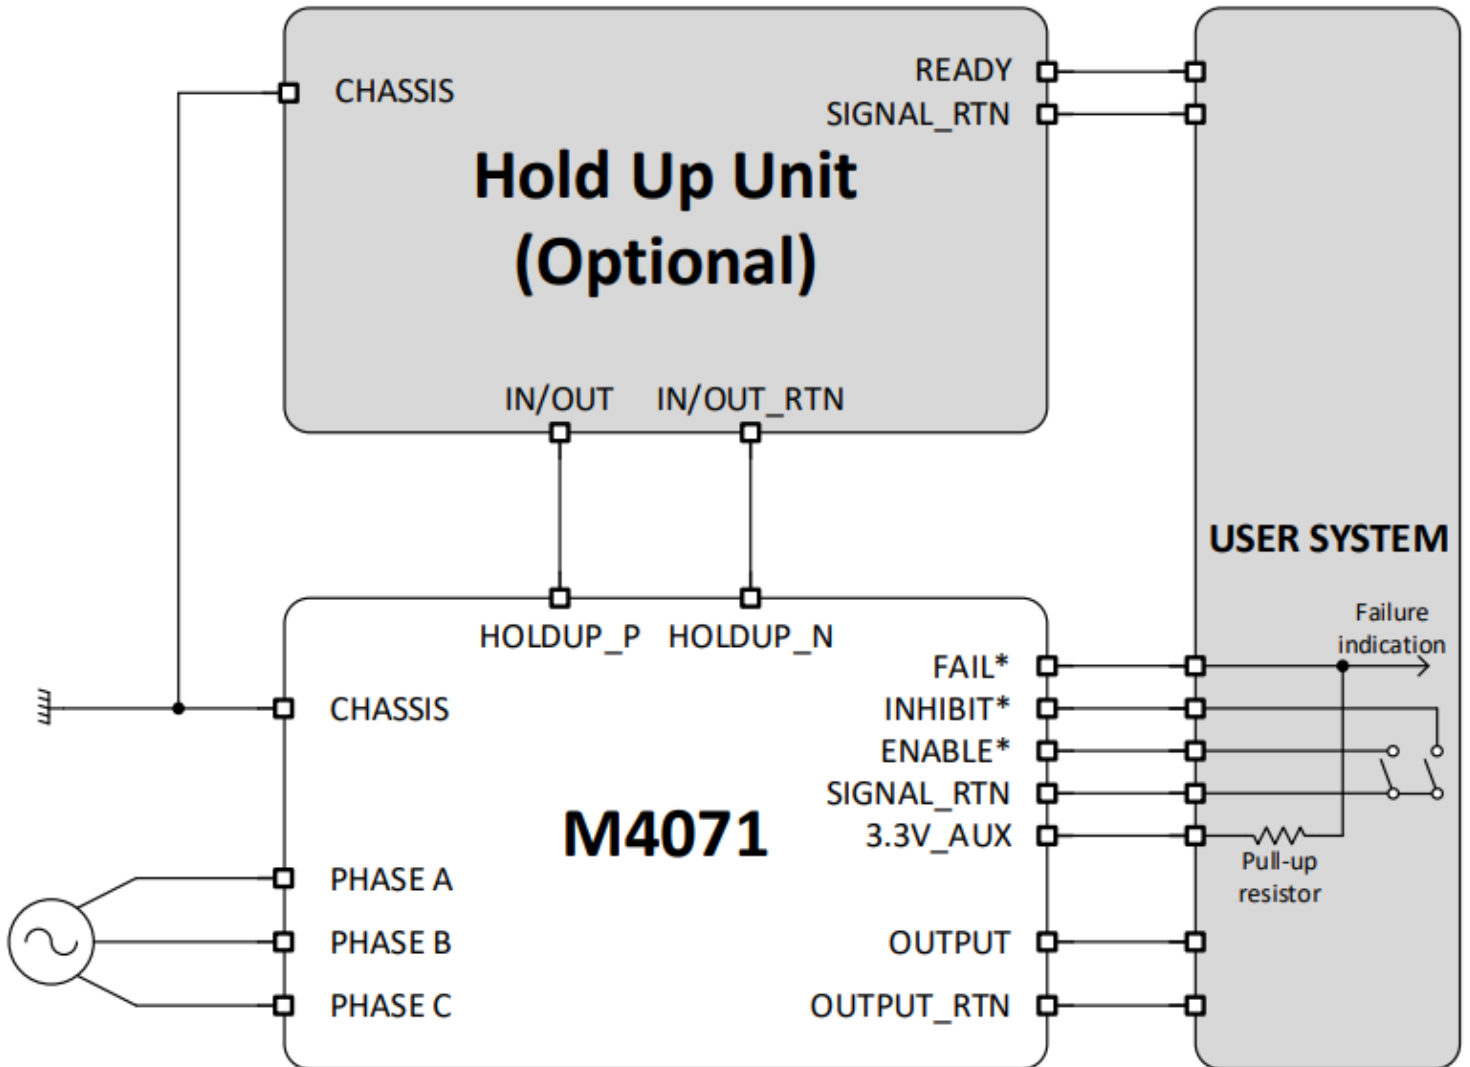 CHASSIS
READY
SIGNAL_RTN
Hold Up Unit
(Optional)
IN/OUT
IN/OUT_RTN
USER SYSTEM
HOLDUP_P
HOLDUP_N
Failure
indication
FAIL*
INHIBIT*
ENABLE*
SIGNAL_RTN
3.3V_AUX
CHASSIS
M4071
Pull-up
resistor
PHASE A
PHASE B
PHASE C
OUTPUT
OUTPUT_RTN